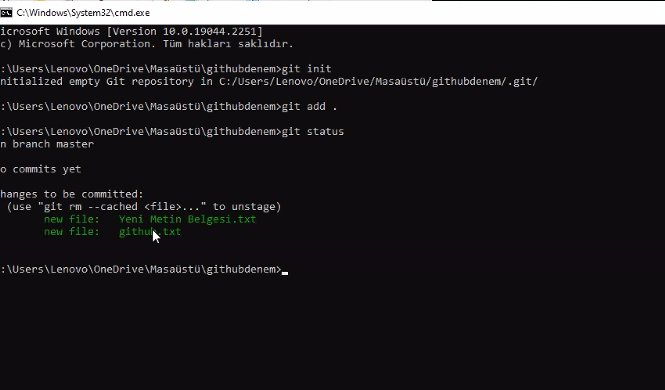 C:\Windows\System32\cmd.exe
icrosoft Windows [Version 10.0.19044.2251]
c) Microsoft Corporation. Tüm hakları saklıdır.
:\Users\Lenovo\OneDrive\Masaüstü\githubdenem>git init
nitialized empty Git repository in C:/Users/Lenovo/OneDrive/Masaüstü/githubdenem/.git/
:\Users\Lenovo\OneDrive\Masaüstü\githubdenem>git add .
:\Users\Lenovo\OneDrive\Masaüstü\githubdenem>git status
n branch master
o commits yet
hanges to be committed:
(use "git rm --cached <file>..." to unstage)
new file: Yeni Metin Belgesi.txt
new file: github.txt
:\Users\Lenovo\OneDrive\Masaüstü\githubdenem>